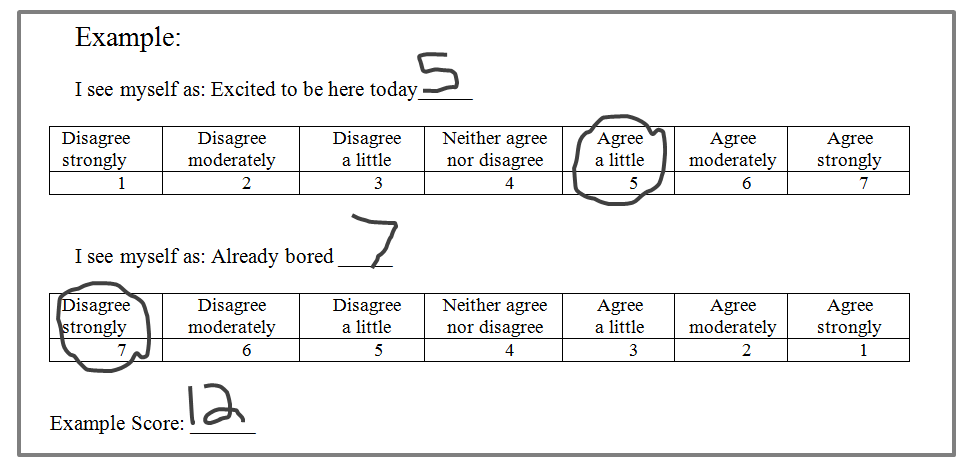 Example:
I see myself as: Excited to be here today 5
Disagree strongly Disagree moderately Disagree a little Neither agree nor disagree Agree a little Agree moderately Agree strongly
1 2 3 4 5 6 7
I see myself as: Already bored 7
Disagree strongly Disagree moderately Disagree a little Neither agree nor disagree Agree a little Agree moderately Agree strongly
7 6 5 4 3 2 1
Example Score: 12